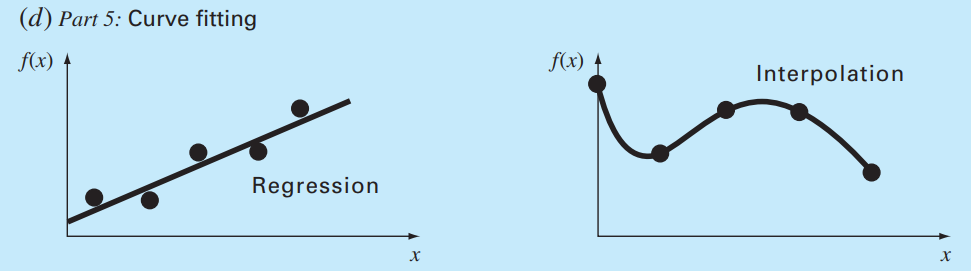 (d) Part 5: Curve fitting
f(x)
Regression
x
f(x)
Interpolation
x